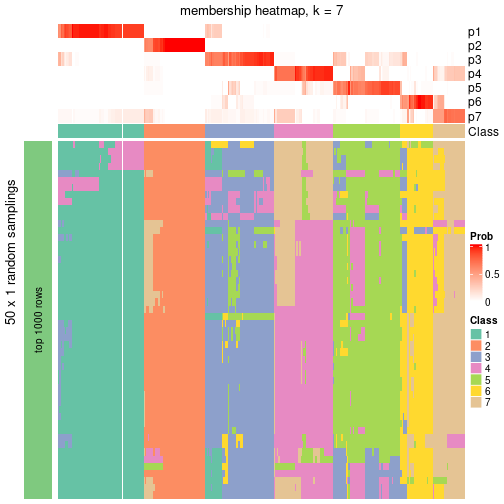 membership heatmap, k = 7
p1
p2
p3
p4
p5
p6
p7
Class
50 x 1 random samplings
top 1000 rows
Prob
1
0.5
0
Class
1
2
3
4
5
6
7